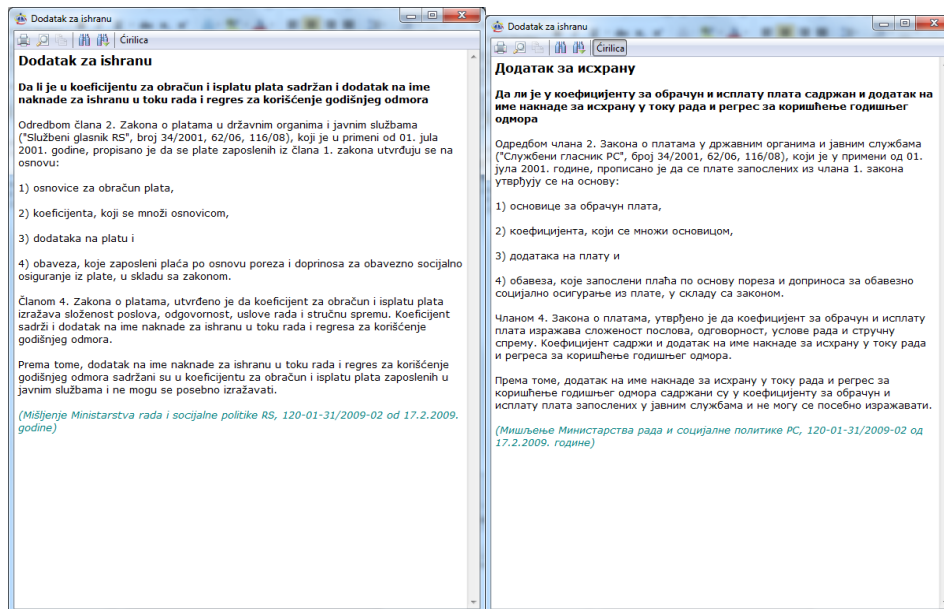 Dodatak za ishranu
Ćirilica
Dodatak za ishranu
Da li je u koeficijentu za obračun i isplatu plata sadržan i dodatak na ime
naknade za ishranu u toku rada i regres za korišćenje godišnjeg odmora
Odredbom člana 2. Zakona o platama u državnim organima i javnim službama
("Službeni glasnik RS", broj 34/2001, 62/06, 116/08), koji je u primeni od 01. jula
2001. godine, propisano je da se plate zaposlenih iz člana 1. zakona utvrđuju se na
osnovu:
1) osnovice za obračun plata,
2) koeficijenta, koji se množi osnovicom,
3) dodataka na platu i
4) obaveza, koje zaposleni plaća po osnovu poreza i doprinosa za obavezno socijalno
osiguranje iz plate, u skladu sa zakonom.
Članom 4. Zakona o platama, utvrđeno je da koeficijent za obračun i isplatu plata
izražava složenost poslova, odgovornost, uslove rada i stručnu spremu. Koeficijent
sadrži i dodatak na ime naknade za ishranu u toku rada i regresa za korišćenje
godišnjeg odmora.
Prema tome, dodatak na ime naknade za ishranu u toku rada i regres za korišćenje
godišnjeg odmora sadržani su u koeficijentu za obračun i isplatu plata zaposlenih u
javnim službama i ne mogu se posebno izražavati.
(Mišljenje Ministarstva rada i socijalne politike RS, 120-01-31/2009-02 od 17.2.2009.
godine)
Dodatak za ishranu
Ćirilica
Додатак за исхрану
Да ли је у коефицијенту за обрачун и исплату плата садржан и додатак на
име накнаде за исхрану у току рада и регрес за коришћење годишњег
одмора
Одредбом члана 2. Закона о платама у државним органима и јавним службама
("Службени гласник РС", број 34/2001, 62/06, 116/08), који је у примени од 01.
јула 2001. године, прописано је да се плате запослених из члана 1. закона
утврђују се на основу:
1) основице за обрачун плата,
2) коефицијента, који се множи основицом,
3) додатака на плату и
4) обавеза, које запослени плаћа по основу пореза и доприноса за обавезно
социјално осигурање из плате, у складу са законом.
Чланом 4. Закона о платама, утврђено је да коефицијент за обрачун и исплату
плата изражава сложеност послова, одговорност, услове рада и стручну
спрему. Коефицијент садржи и додатак на име накнаде за исхрану у току рада
и регреса за коришћење годишњег одмора.
Према томе, додатак на име накнаде за исхрану у току рада и регрес за
коришћење годишњег одмора садржани су у коефицијенту за обрачун и
исплату плата запослених у јавним службама и не могу се посебно изражавати.
(Мишљење Министарства рада и социјалне политике РС, 120-01-31/2009-02 од
17.2.2009. године)